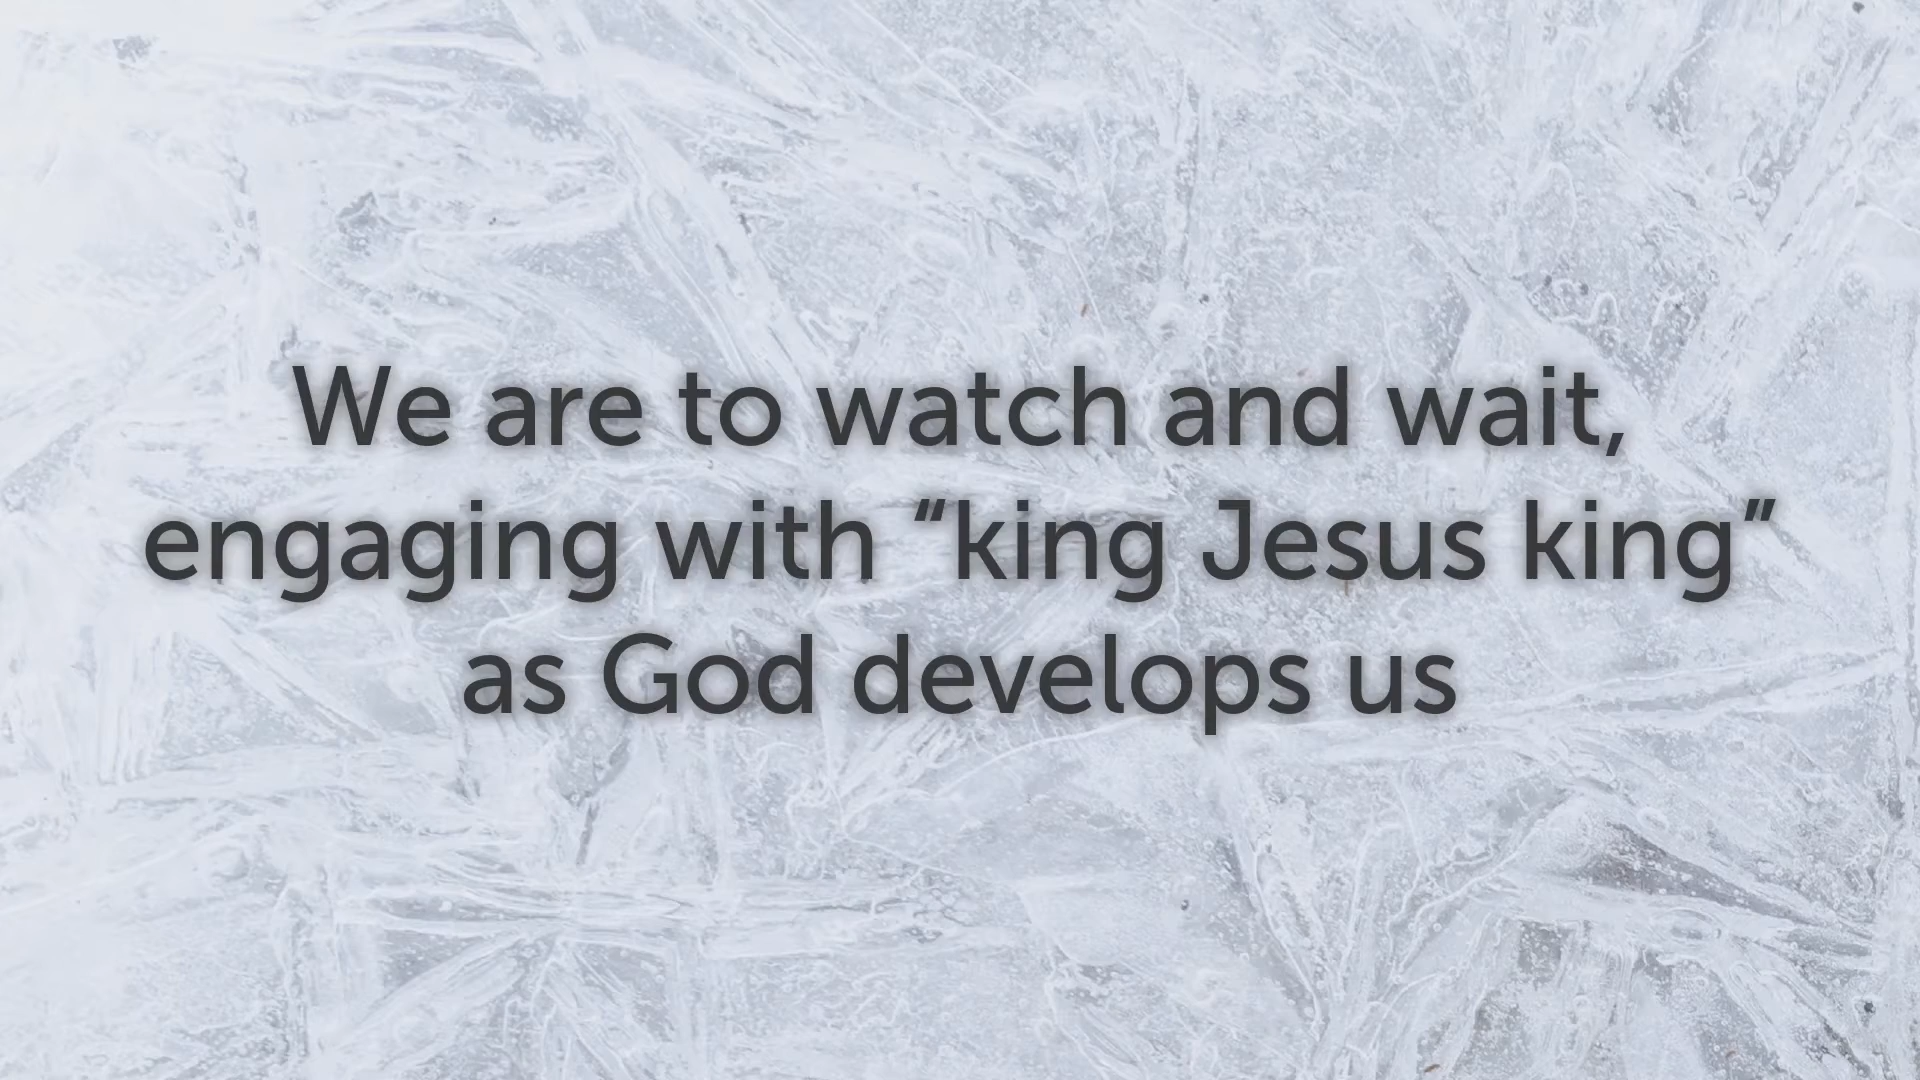 We are to watch and wait,
engaging with “king Jesus king”
as God develops us